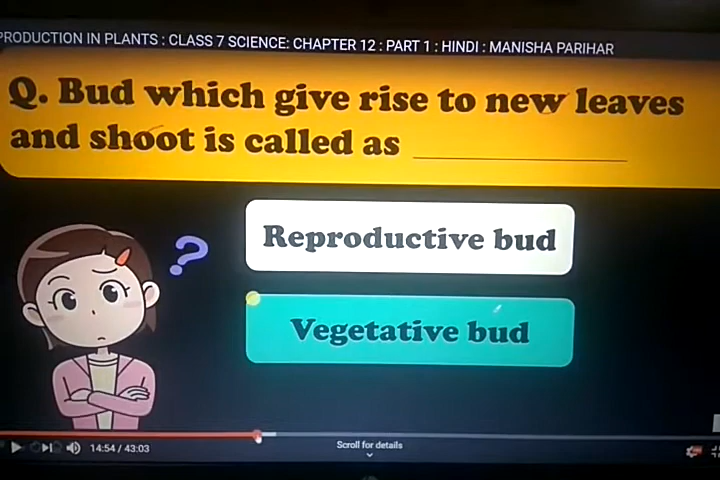 PRODUCTION IN PLANTS : CLASS 7 SCIENCE: CHAPTER 12 : PART 1 : HINDI : MANISHA PARIHAR
Q. Bud which give rise to new leaves
and shoot is called as ____________
?
Reproductive bud
Vegetative bud
14:54 / 43:03
Scroll for details